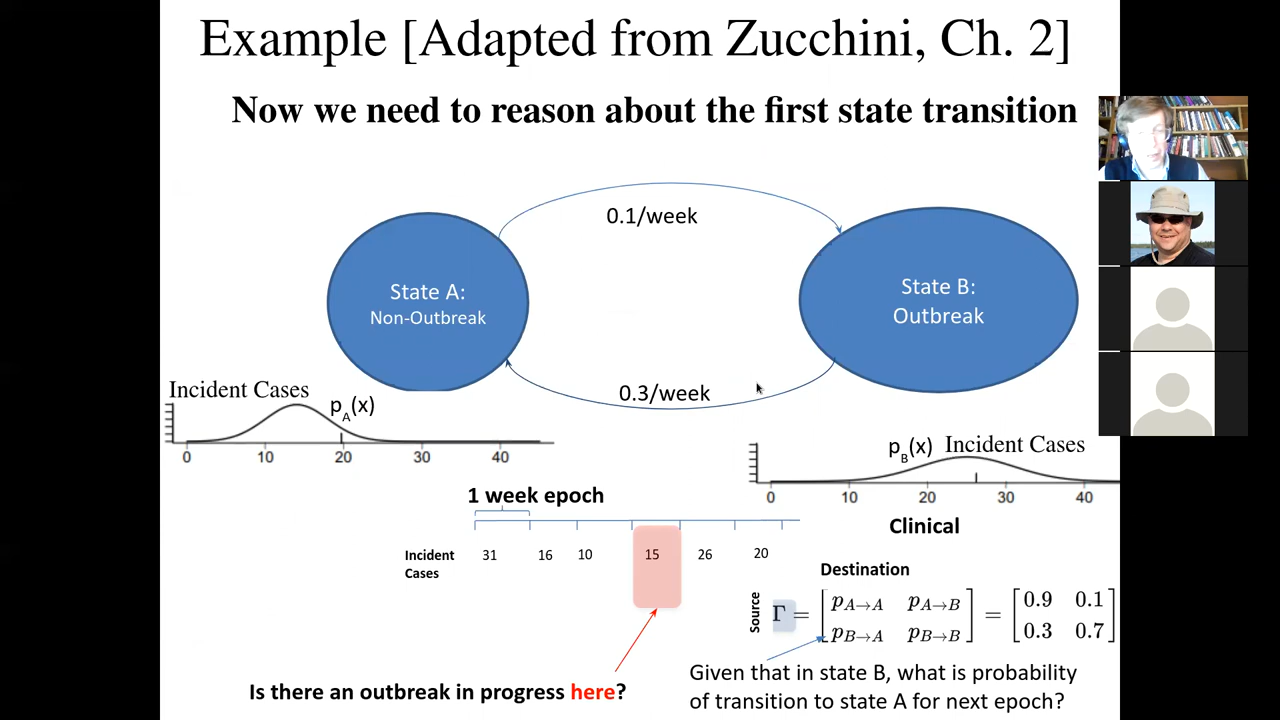 Example [Adapted from Zucchini, Ch. 2]
Now we need to reason about the first state transition
0.1/week
State A:
Non-Outbreak
State B:
Outbreak
0.3/week
Incident Cases
pA(x)
0 10 20 30 40
pB(x) Incident Cases
0 10 20 30 40
1 week epoch
Clinical
Incident
Cases
31 16 10 15 26 20
Destination
Source
Γ = [pA→A pA→B] = [0.9 0.1]
[pB→A pB→B] [0.3 0.7]
Given that in state B, what is probability
of transition to state A for next epoch?
Is there an outbreak in progress here?